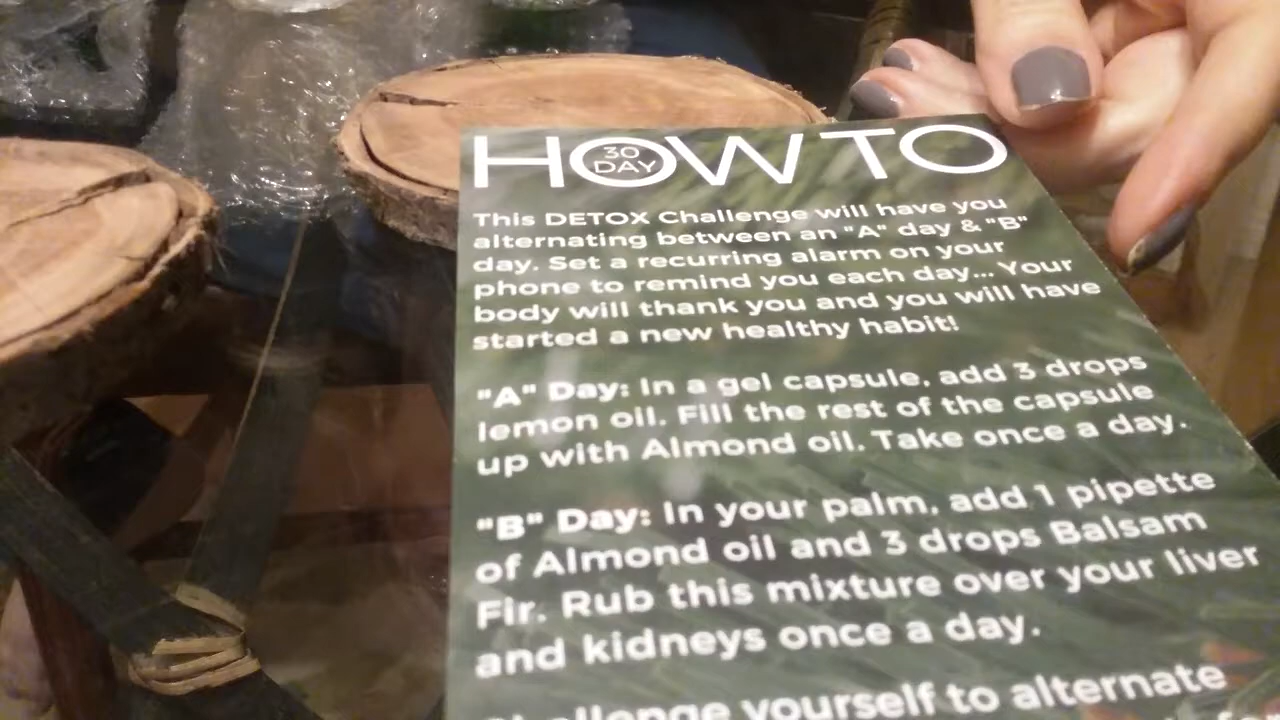 HOW TO
30
DAY
This DETOX Challenge will have you
alternating between an "A" day & "B"
day. Set a recurring alarm on your
phone to remind you each day... Your
body will thank you and you will have
started a new healthy habit!
"A" Day: In a gel capsule, add 3 drops
lemon oil. Fill the rest of the capsule
up with Almond oil. Take once a day.
"B" Day: In your palm, add 1 pipette
of Almond oil and 3 drops Balsam
Fir. Rub this mixture over your liver
and kidneys once a day.
Challenge yourself to alternate